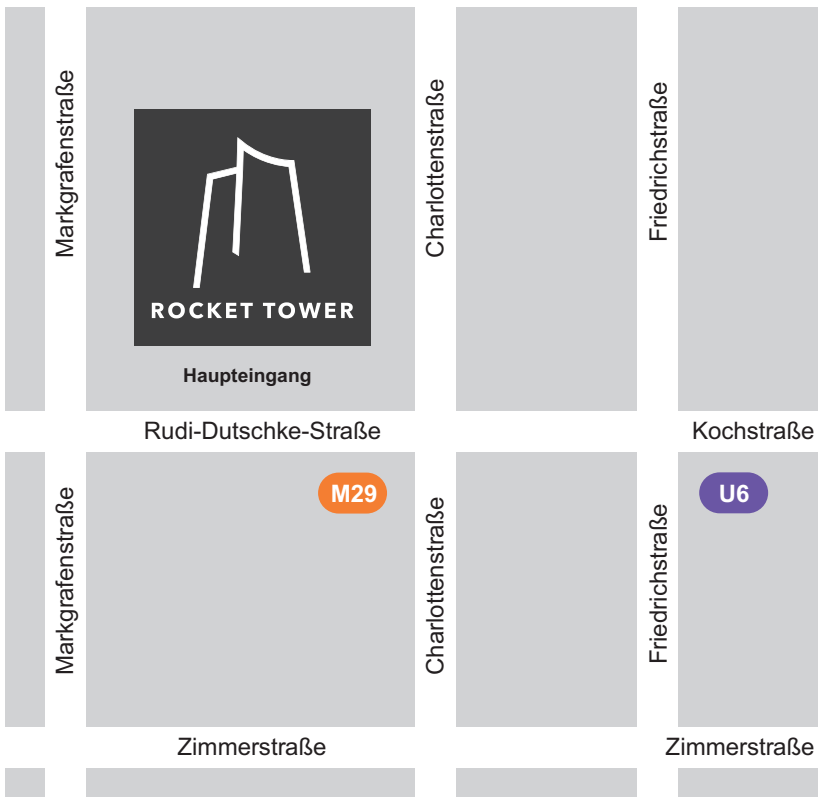 Markgrafenstraße
Charlottenstraße
Friedrichstraße
ROCKET TOWER
Haupteingang
Rudi-Dutschke-Straße
Kochstraße
M29
U6
Markgrafenstraße
Charlottenstraße
Friedrichstraße
Zimmerstraße
Zimmerstraße